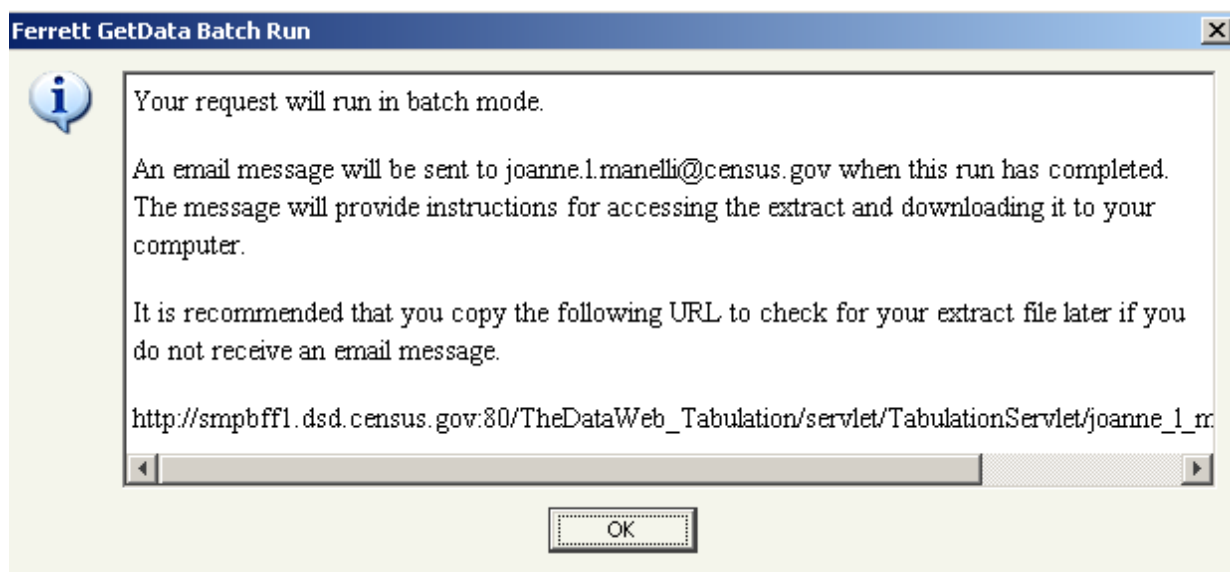 Ferrett GetData Batch Run
Your request will run in batch mode.
An email message will be sent to joanne.l.manelli@census.gov when this run has completed.
The message will provide instructions for accessing the extract and downloading it to your
computer.
It is recommended that you copy the following URL to check for your extract file later if you
do not receive an email message.
http://smpbff1.dsd.census.gov:80/TheDataWeb_Tabulation/servlet/TabulationServlet/joanne_l_m
OK